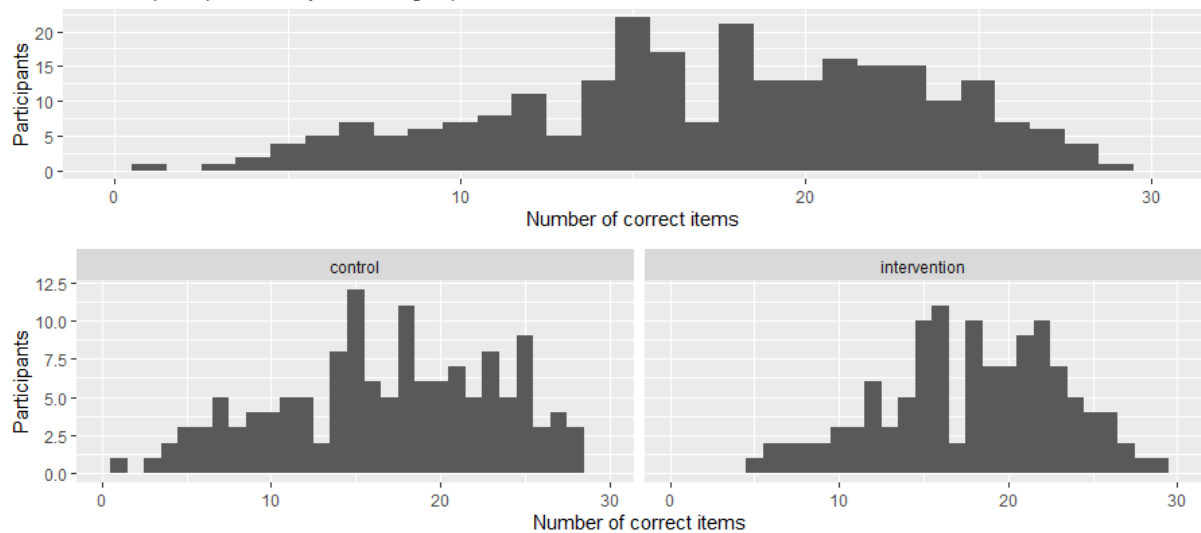 20
15
10
5
0
Participants
0 10 20 30
Number of correct items
control intervention
12.5
10.0
7.5
5.0
2.5
0.0
Participants
0 10 20 30 0 10 20 30
Number of correct items